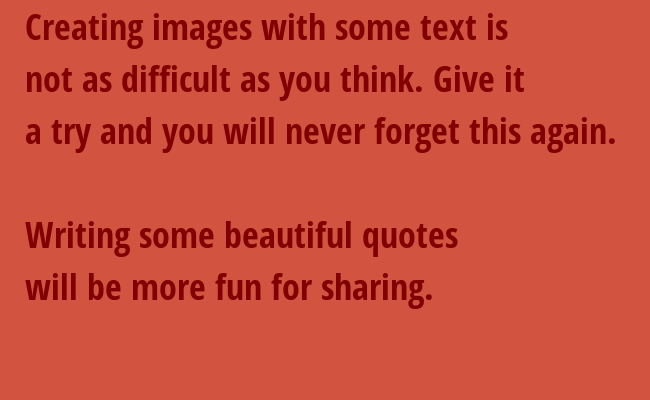 Creating images with some text is
not as difficult as you think. Give it
a try and you will never forget this again.
Writing some beautiful quotes
will be more fun for sharing.